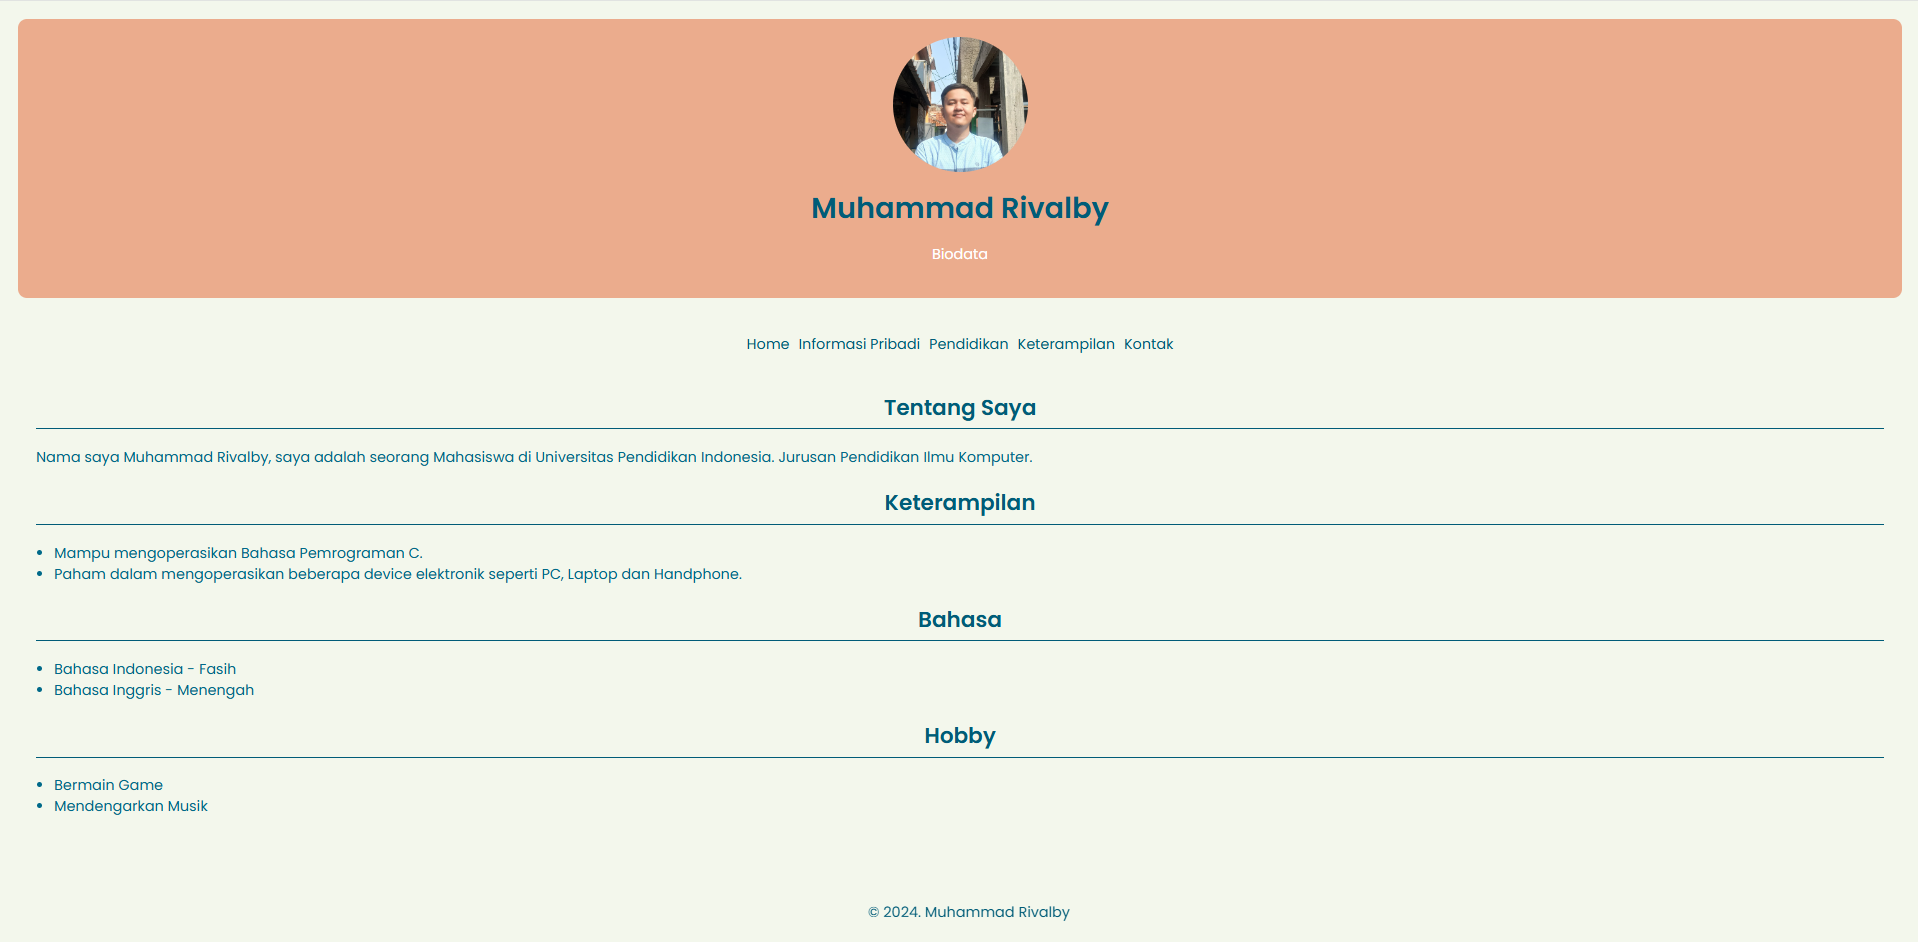 Muhammad Rivalby
Biodata
Home Informasi Pribadi Pendidikan Keterampilan Kontak
Tentang Saya
Nama saya Muhammad Rivalby, saya adalah seorang Mahasiswa di Universitas Pendidikan Indonesia. Jurusan Pendidikan Ilmu Komputer.
Keterampilan
• Mampu mengoperasikan Bahasa Pemrograman C.
• Paham dalam mengoperasikan beberapa device elektronik seperti PC, Laptop dan Handphone.
Bahasa
• Bahasa Indonesia - Fasih
• Bahasa Inggris - Menengah
Hobby
• Bermain Game
• Mendengarkan Musik
© 2024. Muhammad Rivalby